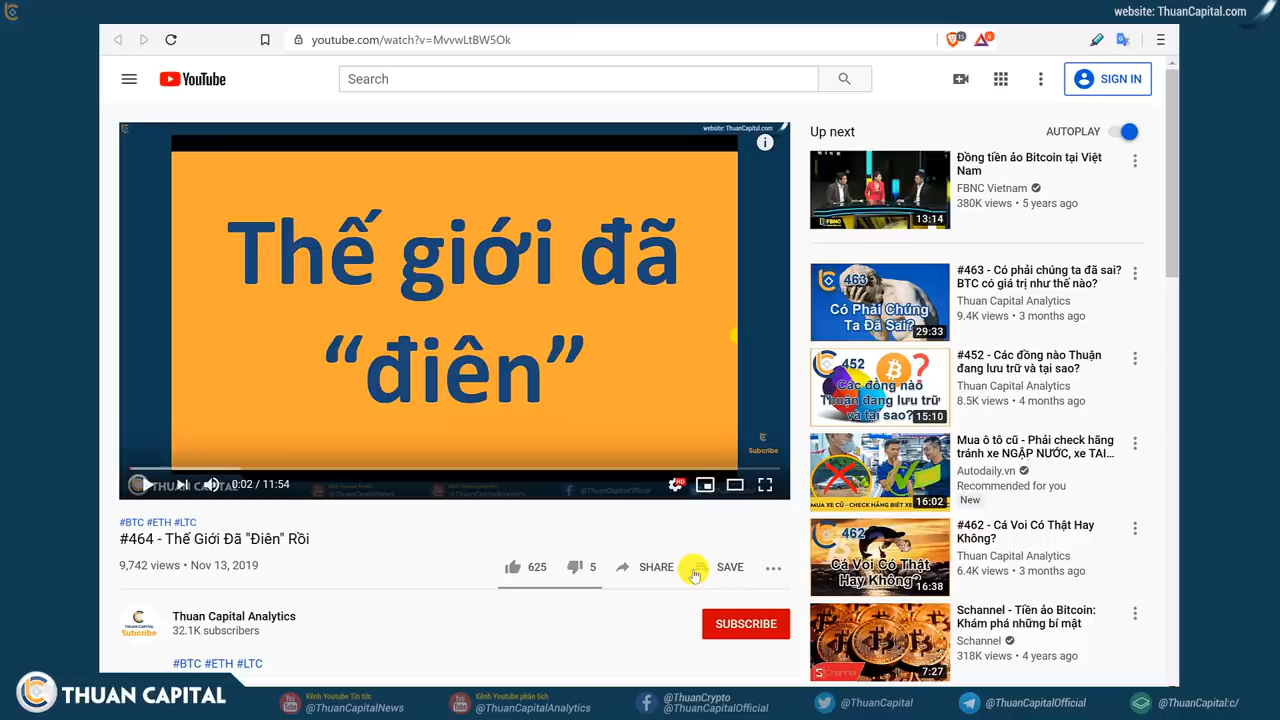 website: ThuanCapital.com
youtube.com/watch?v=MvvwLtBW5Ok
15
6
YouTube
Search
SIGN IN
website: ThuanCapital.com
Thế giới đã
“điên”
Subscribe
0:02 / 11:54
HD
#BTC #ETH #LTC
#464 - Thế Giới Đã "Điên" Rồi
9,742 views • Nov 13, 2019
625
5
SHARE
SAVE
Thuan Capital Analytics
32.1K subscribers
SUBSCRIBE
THUAN CAPITAL
Subcribe
#BTC #ETH #LTC
Up next
AUTOPLAY
FBNC
13:14
Đồng tiền ảo Bitcoin tại Việt
Nam
FBNC Vietnam
380K views • 5 years ago
463
Có Phải Chúng
Ta Đã Sai?
29:33
#463 - Có phải chúng ta đã sai?
BTC có giá trị như thế nào?
Thuan Capital Analytics
9.4K views • 3 months ago
452
Các đồng nào
Thuận đang lưu trữ
và tại sao?
15:10
#452 - Các đồng nào Thuận
đang lưu trữ và tại sao?
Thuan Capital Analytics
8.5K views • 4 months ago
MUA XE CŨ - CHECK HÃNG BIẾT XE
16:02
Mua ô tô cũ - Phải check hãng
tránh xe NGẬP NƯỚC, xe TAI...
Autodaily.vn
Recommended for you
New
462
Cá Voi Có Thật
Hay Không?
16:38
#462 - Cá Voi Có Thật Hay
Không?
Thuan Capital Analytics
6.4K views • 3 months ago
Schannel
7:27
Schannel - Tiền ảo Bitcoin:
Khám phá những bí mật
Schannel
318K views • 4 years ago
THUAN CAPITAL
Kênh Youtube Tin tức
@ThuanCapitalNews
Kênh Youtube phân tích
@ThuanCapitalAnalytics
@ThuanCrypto
@ThuanCapitalOfficial
@ThuanCapital
@ThuanCapitalOfficial
@ThuanCapital:c/